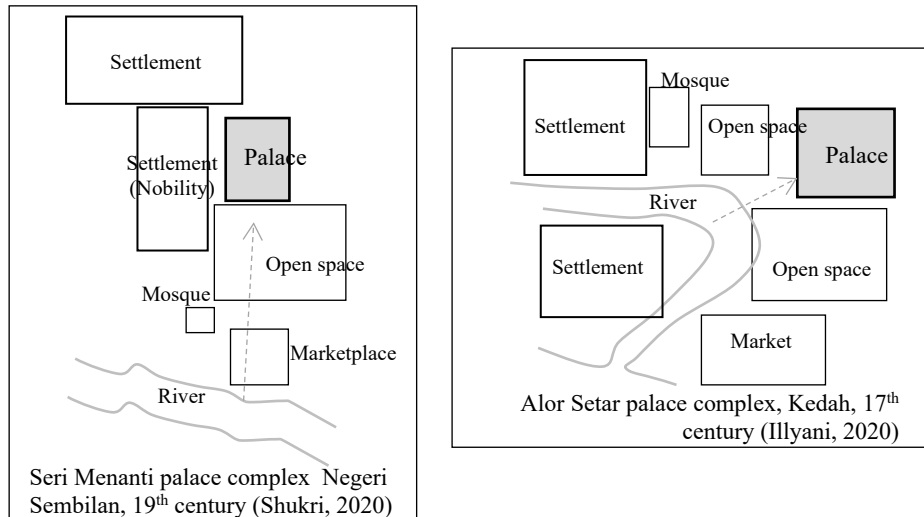 Settlement
Settlement
(Nobility)
Palace
Open space
Mosque
Marketplace
River
Seri Menanti palace complex Negeri
Sembilan, 19th century (Shukri, 2020)
Mosque
Settlement
Open space
Palace
River
Settlement
Open space
Market
Alor Setar palace complex, Kedah, 17th
century (Illyani, 2020)